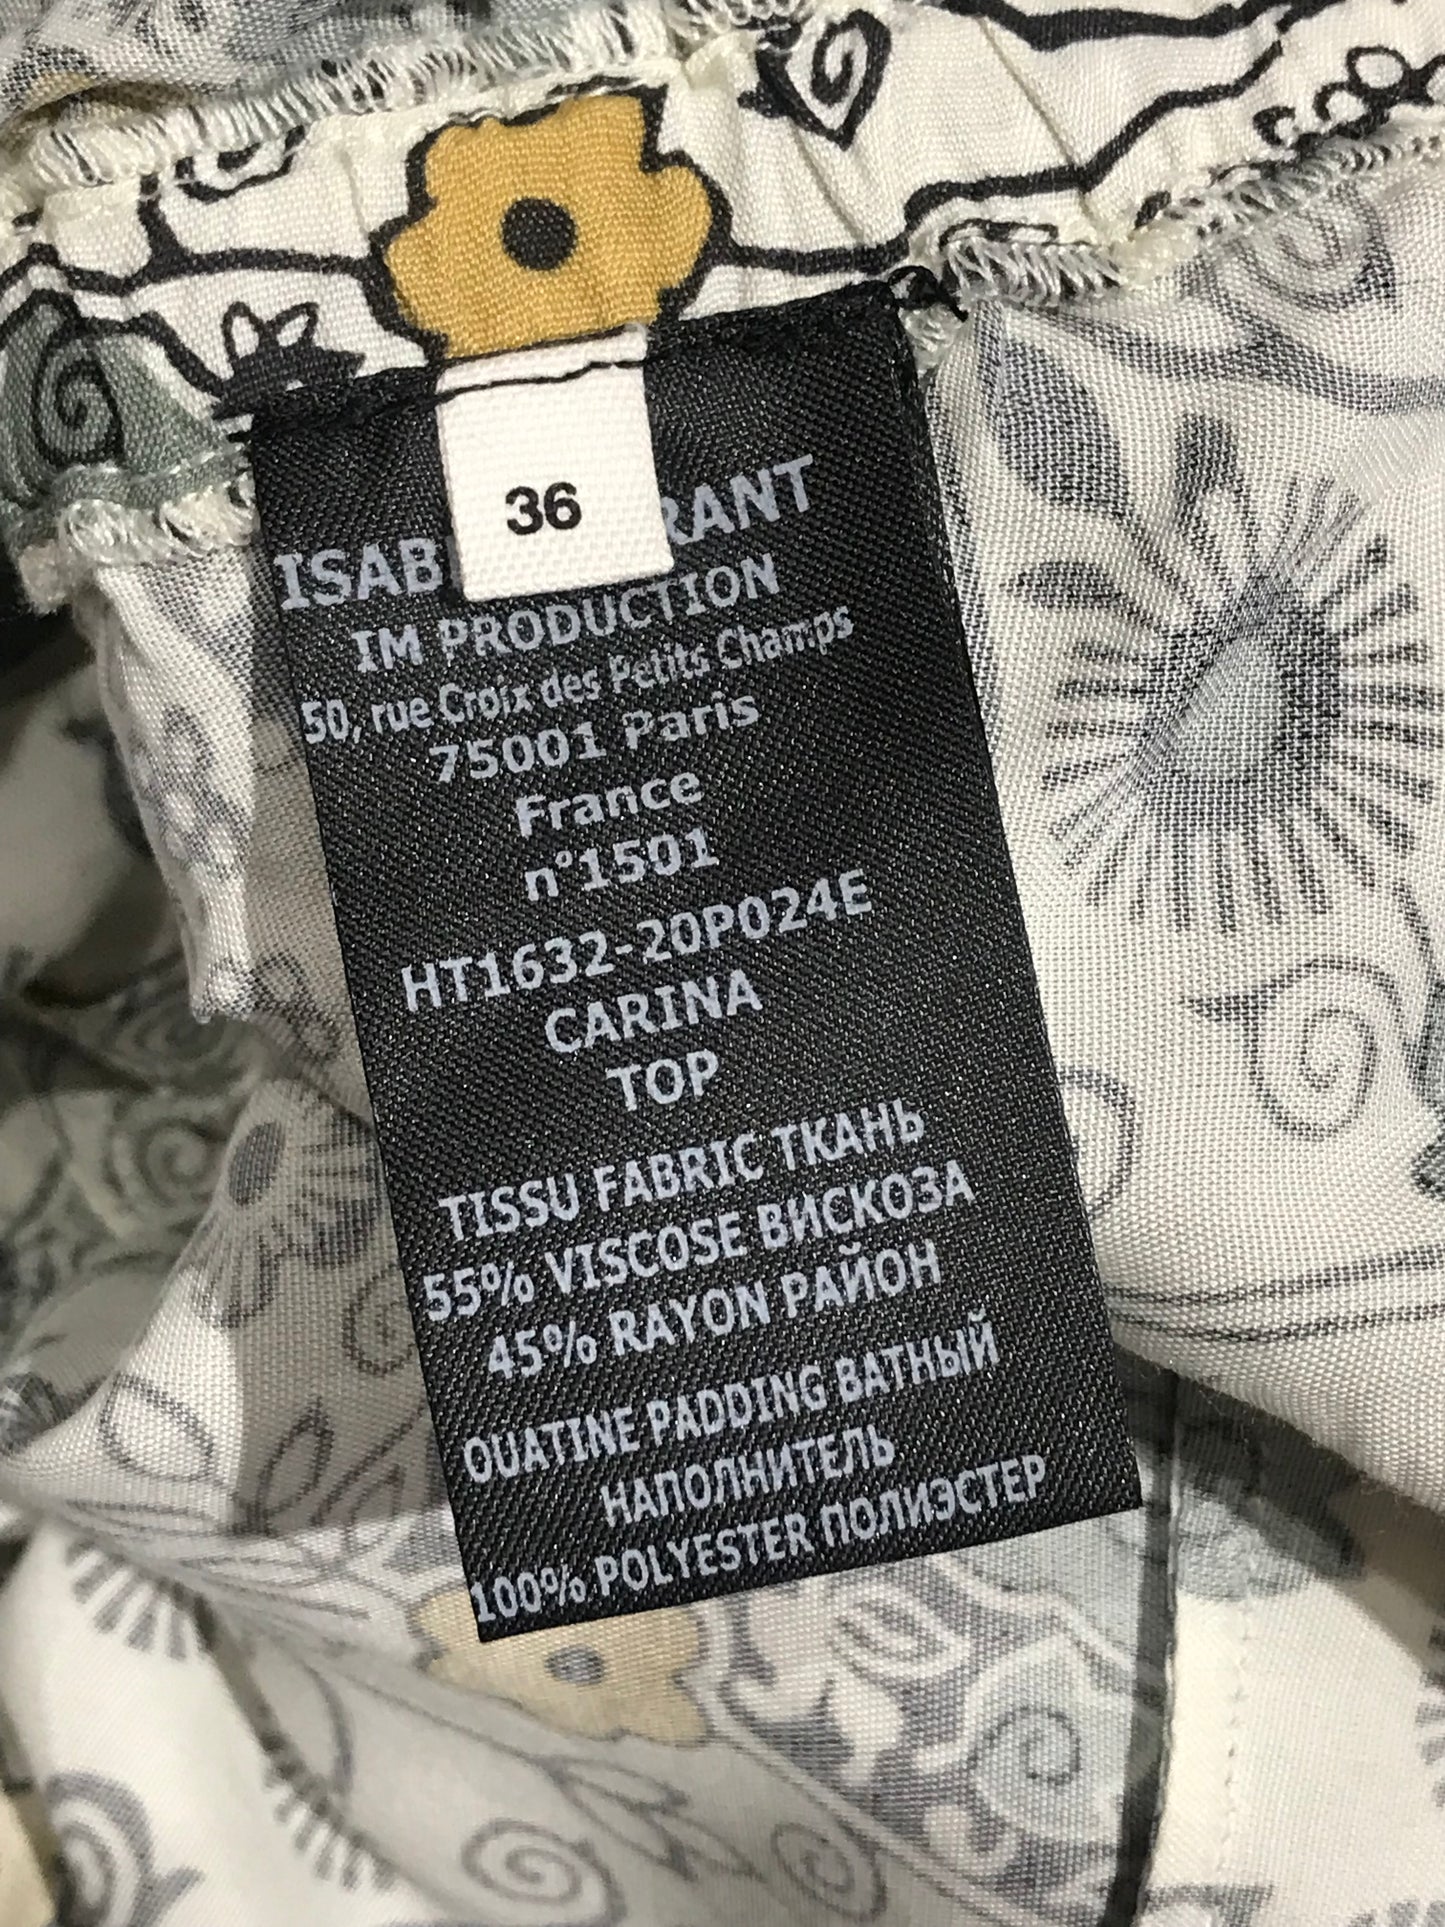 36
ISAB RANT
IM PRODUCTION
50, rue Croix des Petits Champs
75001 Paris
France
n°1501
HT1632-20P024E
CARINA
TOP
TISSU FABRIC ТКАНЬ
55% VISCOSE ВИСКОЗА
45% RAYON РАЙОН
OUATINE PADDING ВАТНЫЙ
НАПОЛНИТЕЛЬ
100% POLYESTER ПОЛИЭСТЕР